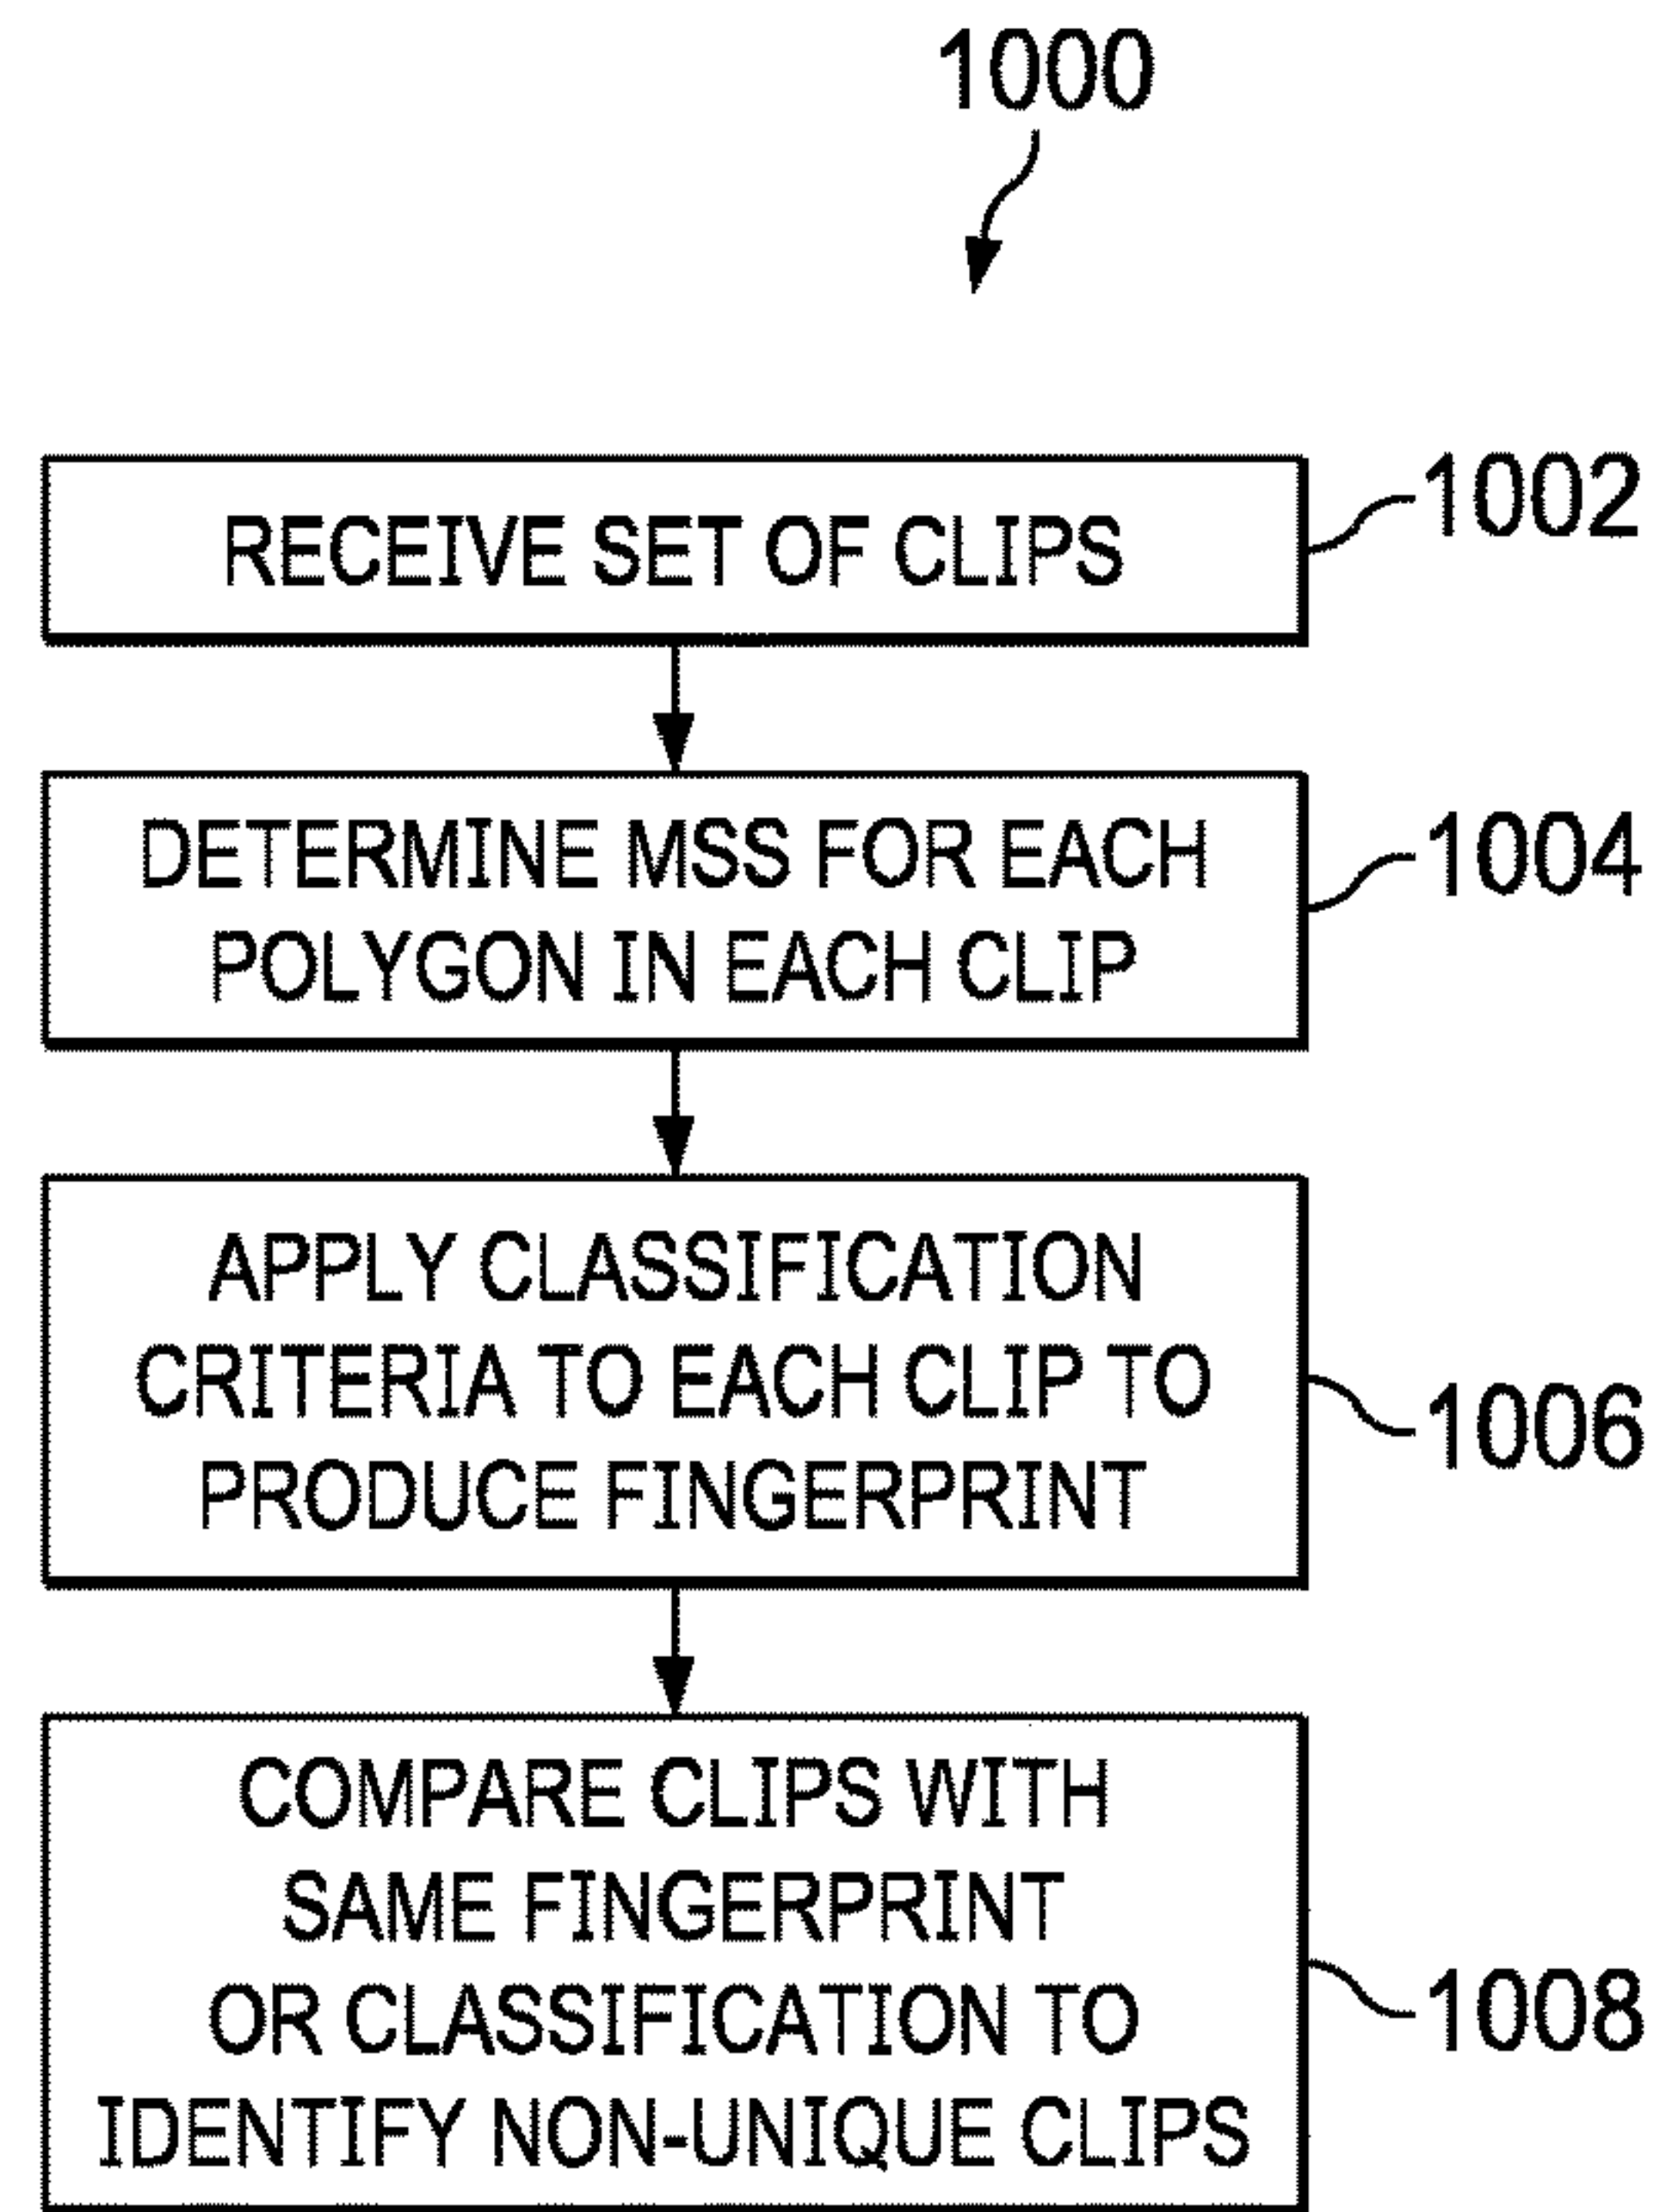 1000
RECEIVE SET OF CLIPS
1002
DETERMINE MSS FOR EACH
POLYGON IN EACH CLIP
1004
APPLY CLASSIFICATION
CRITERIA TO EACH CLIP TO
PRODUCE FINGERPRINT
1006
COMPARE CLIPS WITH
SAME FINGERPRINT
OR CLASSIFICATION TO
IDENTIFY NON-UNIQUE CLIPS
1008